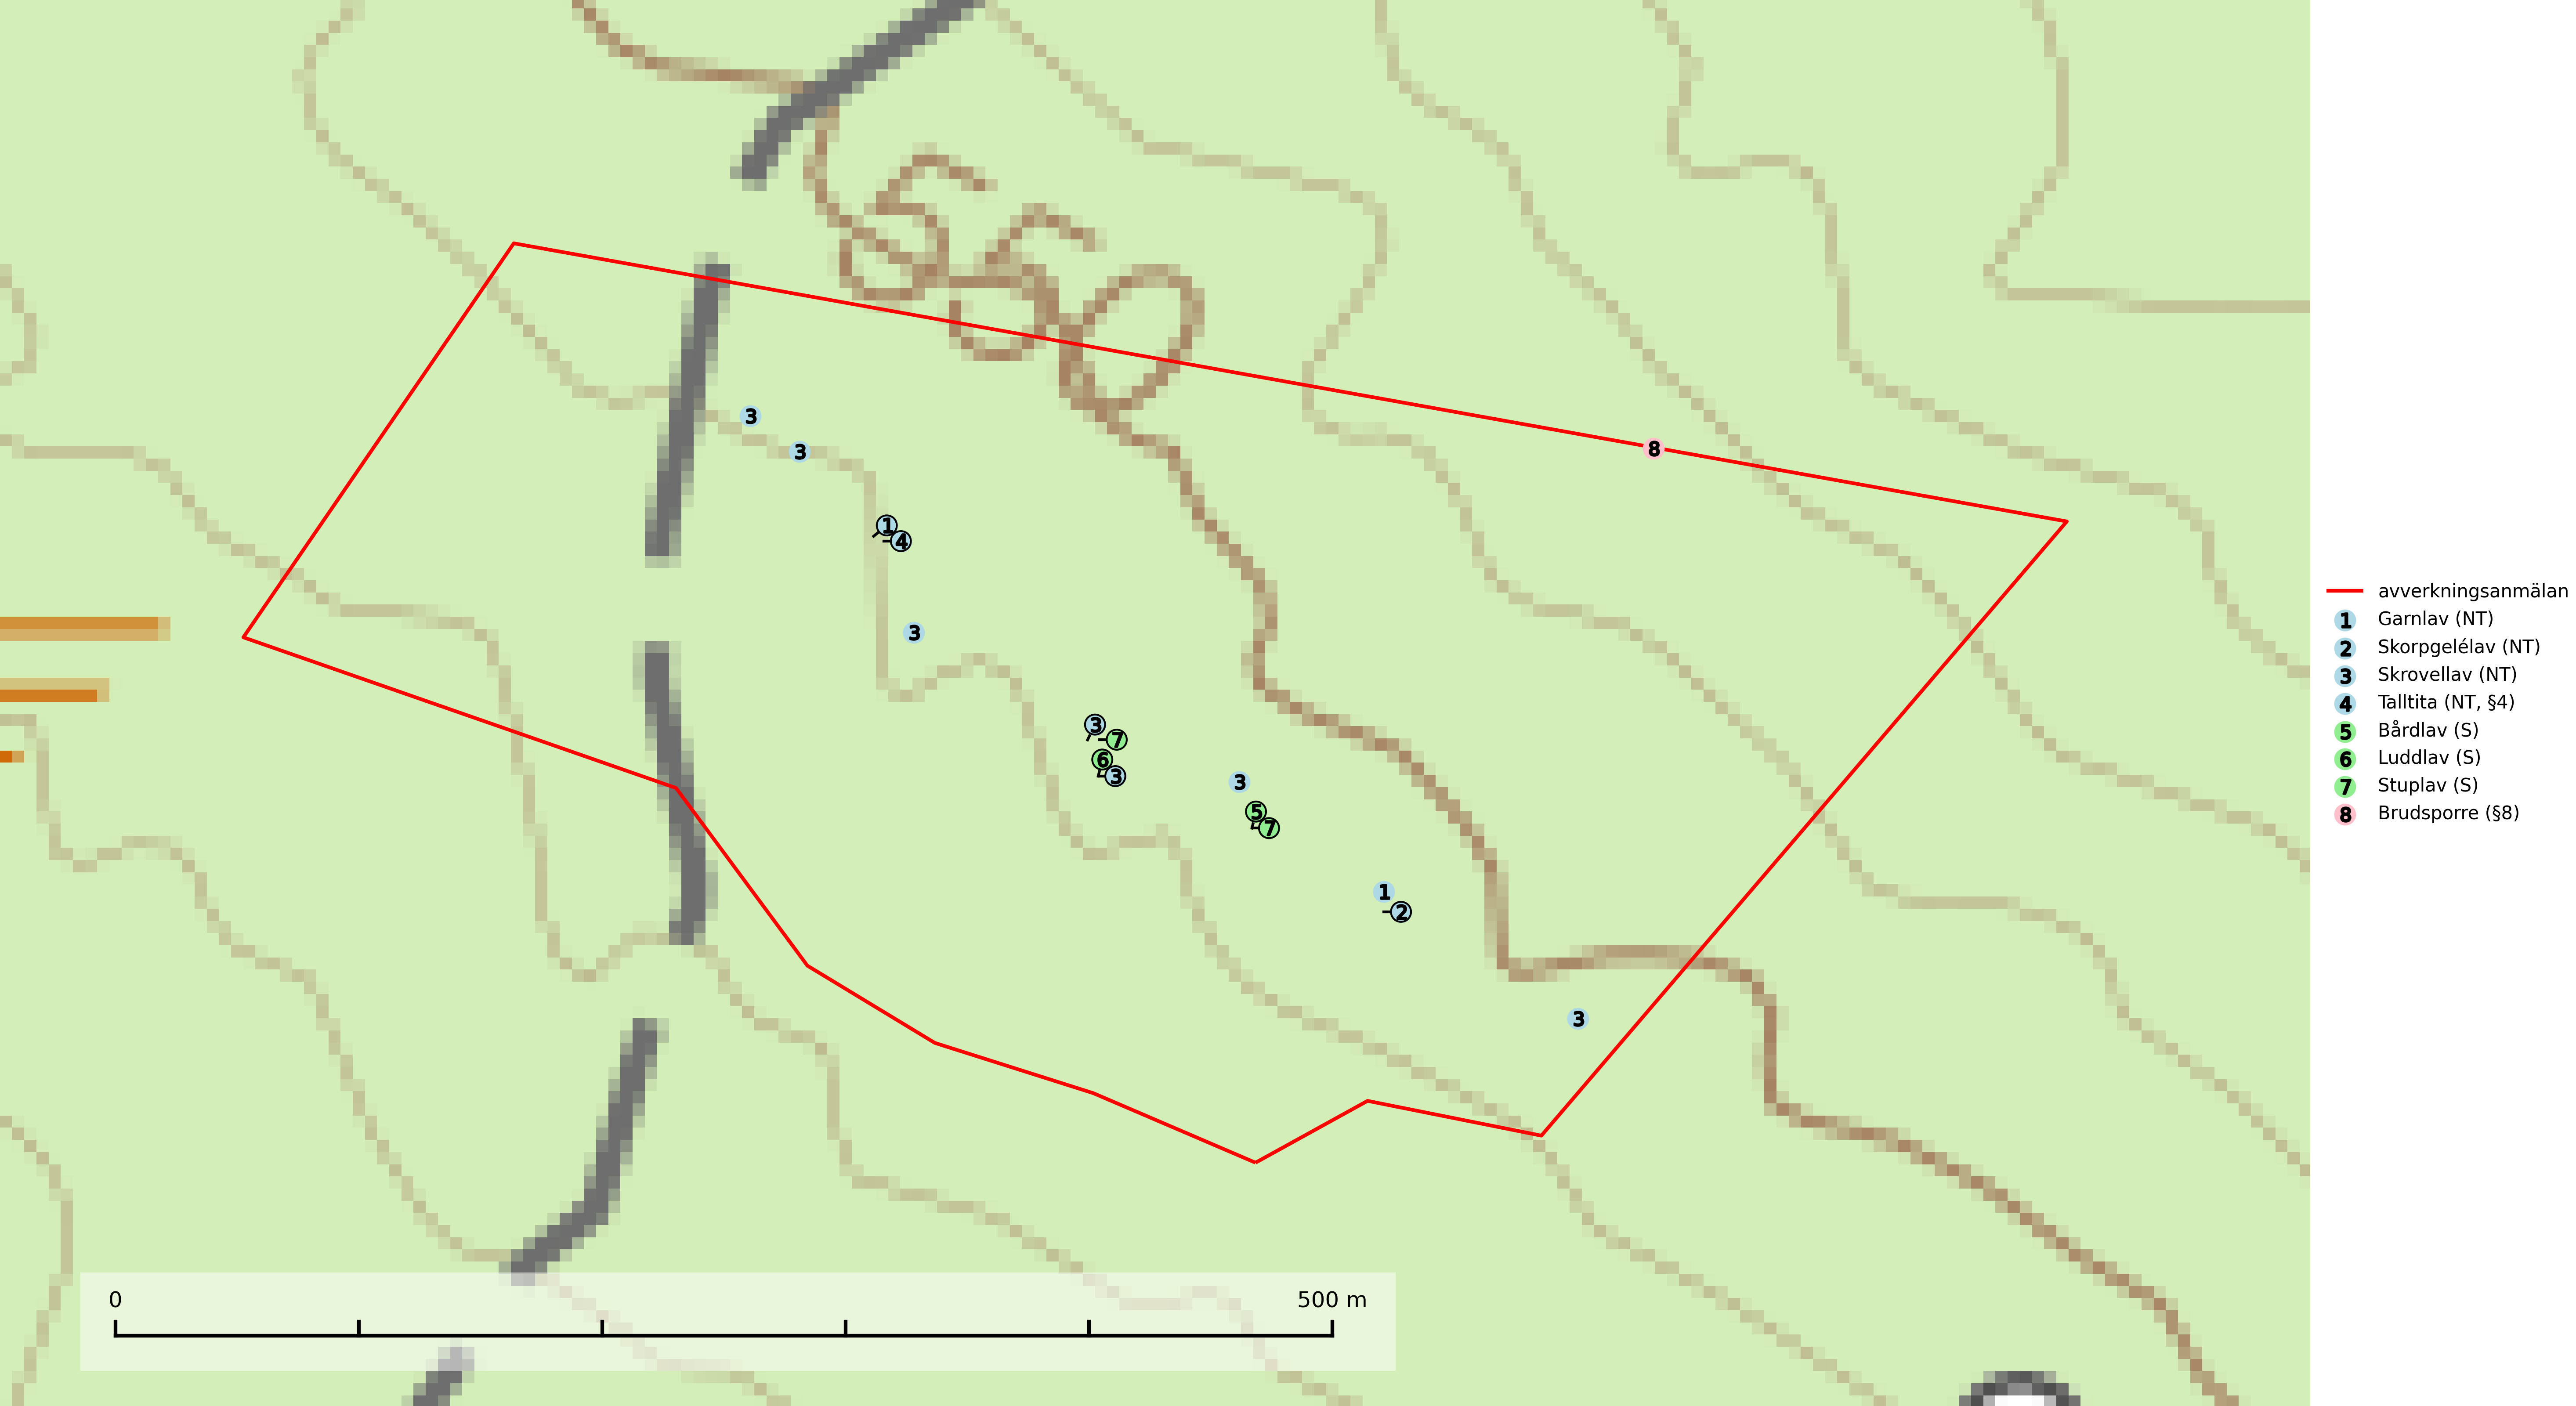 550
3
3
8
1
4
3
3
7
6
3
3
5
7
1
2
3
0 500 m
avverkningsanmälan
1 Garnlav (NT)
2 Skorpgelélav (NT)
3 Skrovellav (NT)
4 Talltita (NT, §4)
5 Bårdlav (S)
6 Luddlav (S)
7 Stuplav (S)
8 Brudsporre (§8)